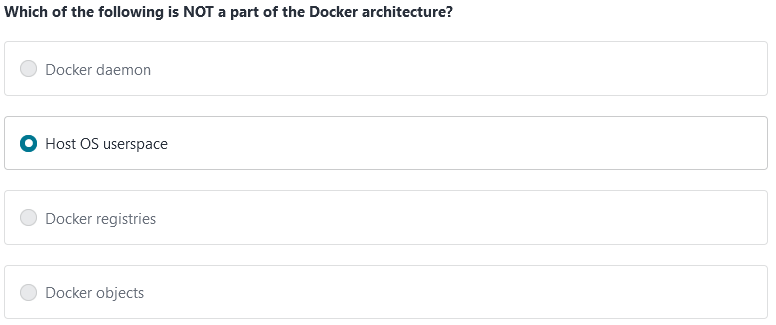 Which of the following is NOT a part of the Docker architecture?
Docker daemon
Host OS userspace
Docker registries
Docker objects